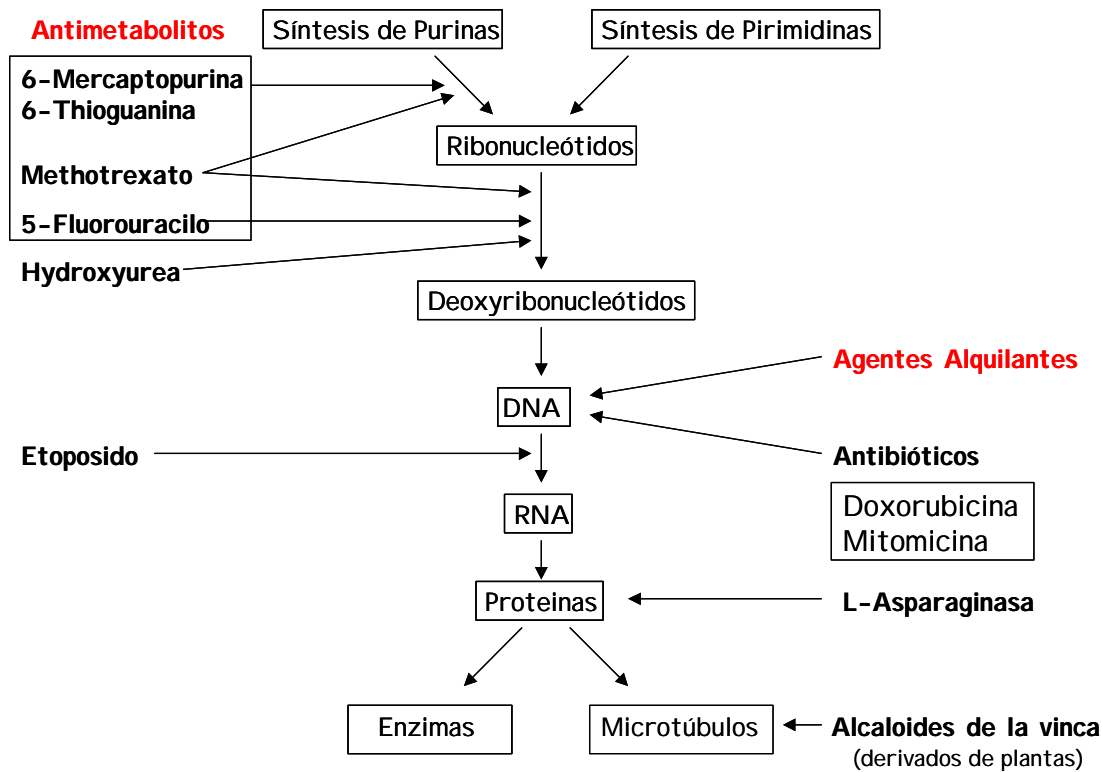 Antimetabolitos
Síntesis de Purinas
Síntesis de Pirimidinas
6-Mercaptopurina
6-Thioguanina
Ribonucleótidos
Methotrexato
5-Fluorouracilo
Hydroxyurea
Deoxyribonucleótidos
Agentes Alquilantes
DNA
Etoposido
Antibióticos
Doxorubicina
RNA
Mitomicina
Proteinas
L-Asparaginasa
Enzimas
Microtúbulos
Alcaloides de la vinca
(derivados de plantas)